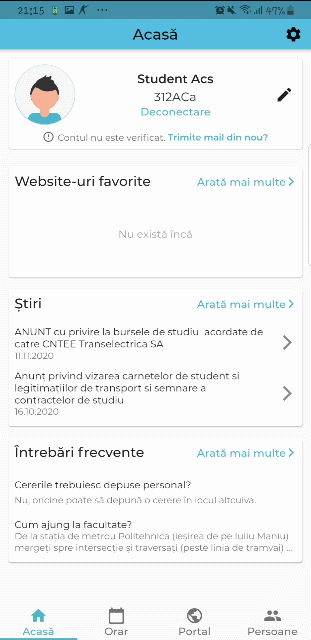 21:15 47%
Acasă
Student Acs
312ACa
Deconectare
Contul nu este verificat. Trimite mail din nou?
Website-uri favorite Arată mai multe
Nu există încă
Știri Arată mai multe
ANUNT cu privire la bursele de studiu acordate de
catre CNTEE Transelectrica SA
11.11.2020
Anunț privind vizarea carnetelor de student si
legitimațiilor de transport si semnare a
contractelor de studiu
16.10.2020
Întrebări frecvente Arată mai multe
Cererile trebuiesc depuse personal?
Nu, oricine poate să depună o cerere în locul altcuiva.
Cum ajung la facultate?
De la stația de metrou Politehnica (ieșirea de pe Iuliu Maniu)
mergeți spre intersecție și traversați (peste linia de tramvai) ...
Acasă Orar Portal Persoane